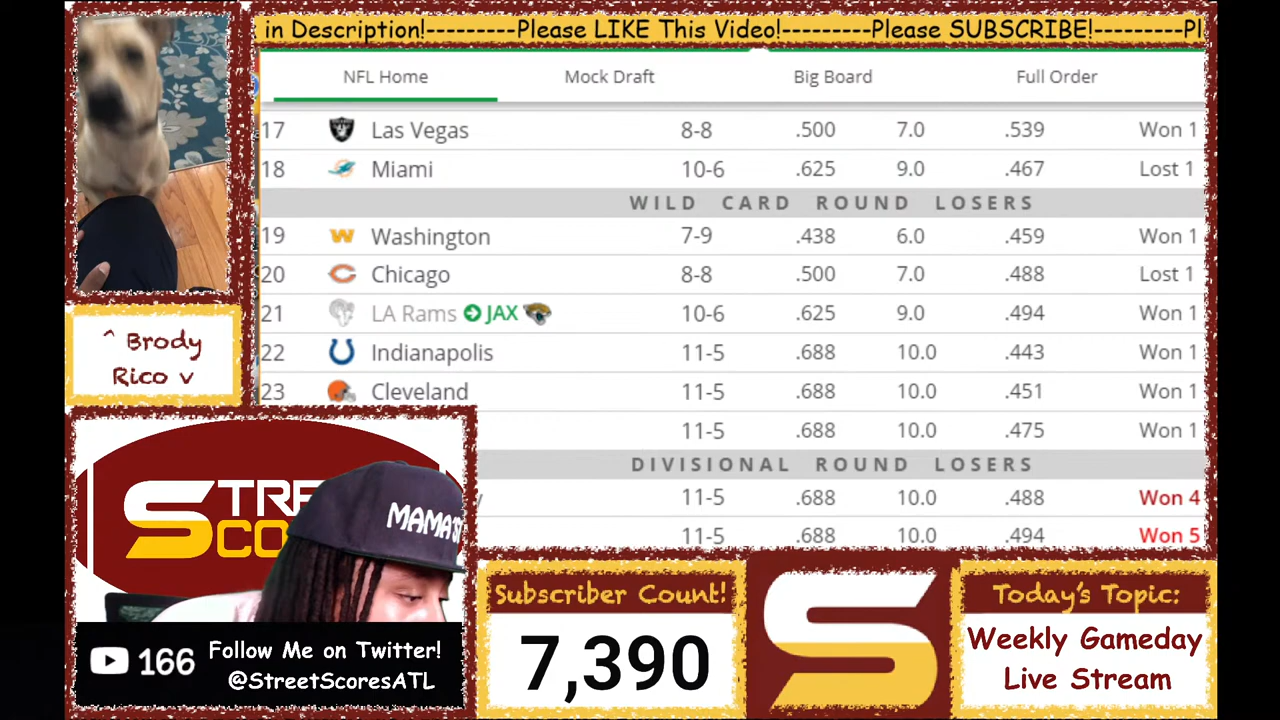 in Description!---------Please LIKE This Video!---------Please SUBSCRIBE!---------Pl
NFL Home Mock Draft Big Board Full Order
17 Las Vegas 8-8 .500 7.0 .539 Won 1
18 Miami 10-6 .625 9.0 .467 Lost 1
WILD CARD ROUND LOSERS
19 Washington 7-9 .438 6.0 .459 Won 1
20 Chicago 8-8 .500 7.0 .488 Lost 1
21 LA Rams JAX 10-6 .625 9.0 .494 Won 1
22 Indianapolis 11-5 .688 10.0 .443 Won 1
23 Cleveland 11-5 .688 10.0 .451 Won 1
11-5 .688 10.0 .475 Won 1
DIVISIONAL ROUND LOSERS
11-5 .688 10.0 .488 Won 4
11-5 .688 10.0 .494 Won 5
^ Brody
Rico v
MAMA'S
166
Follow Me on Twitter!
@StreetScoresATL
Subscriber Count!
7,390
S
Today's Topic:
Weekly Gameday
Live Stream